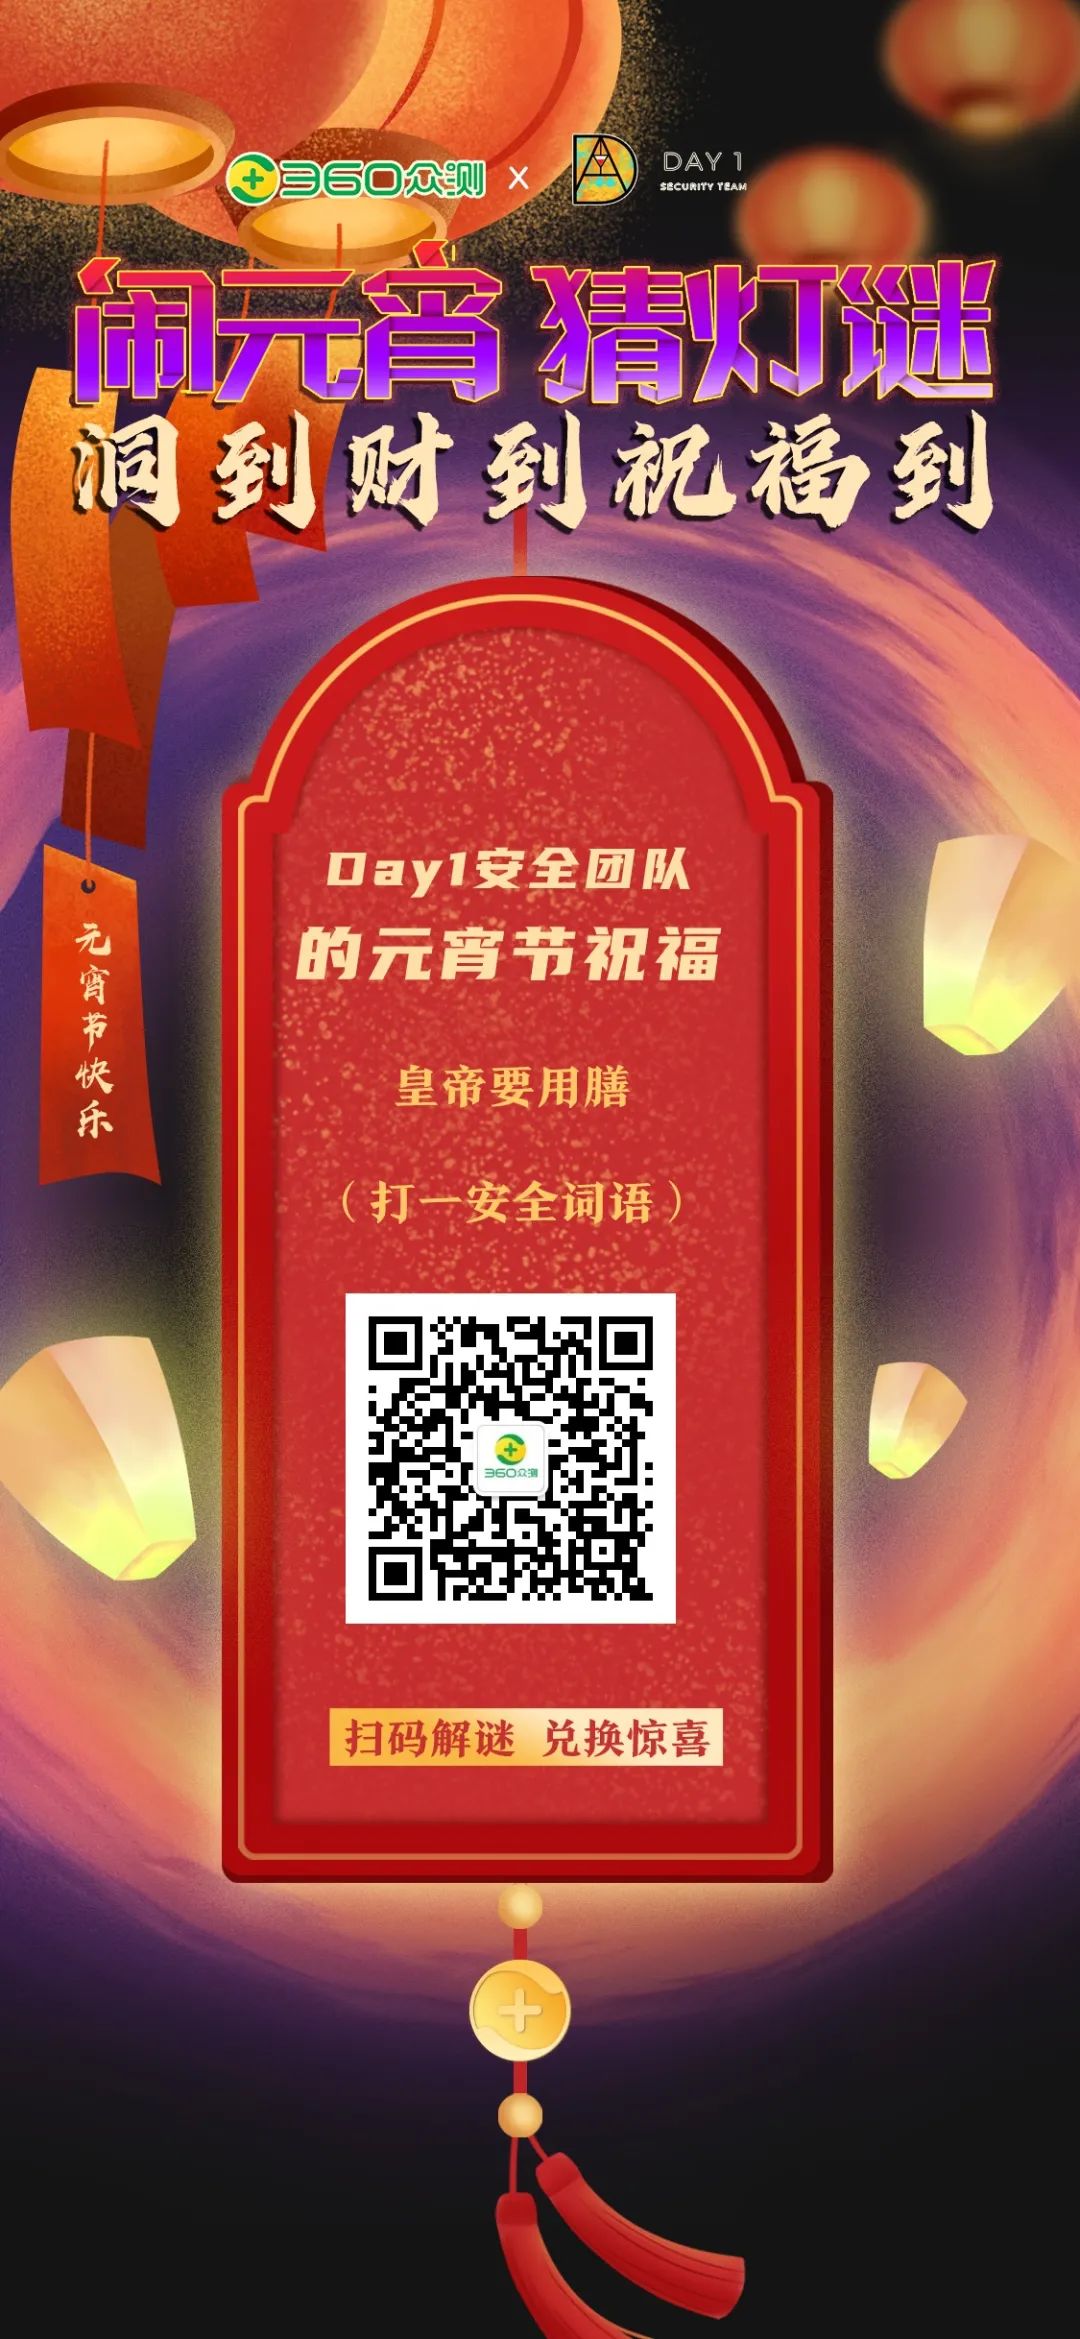 360众测 x DAY 1
SECURITY TEAM
闹元宵 猜灯谜
洞到财到祝福到
Day1安全团队
的元宵节祝福
元宵节快乐
皇帝要用膳
（打一安全词语）
360众测
扫码解谜 兑换惊喜